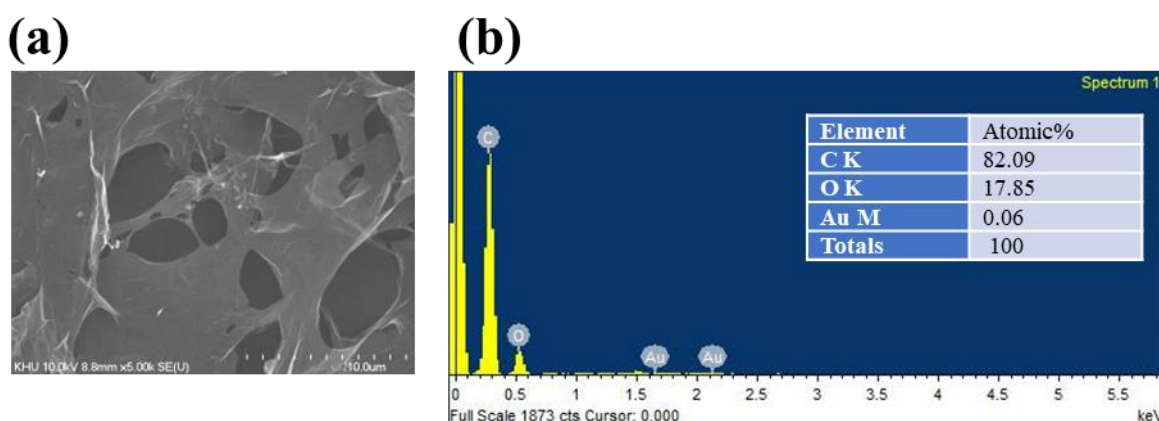 (a)
(b)
KHU 10.0kV 8.8mm x5.00k SE(U)
10.0um
Spectrum 1
Element Atomic%
C K 82.09
O K 17.85
Au M 0.06
Totals 100
C
O
Au Au
0 0.5 1 1.5 2 2.5 3 3.5 4 4.5 5 5.5
Full Scale 1873 cts Cursor: 0.000
keV